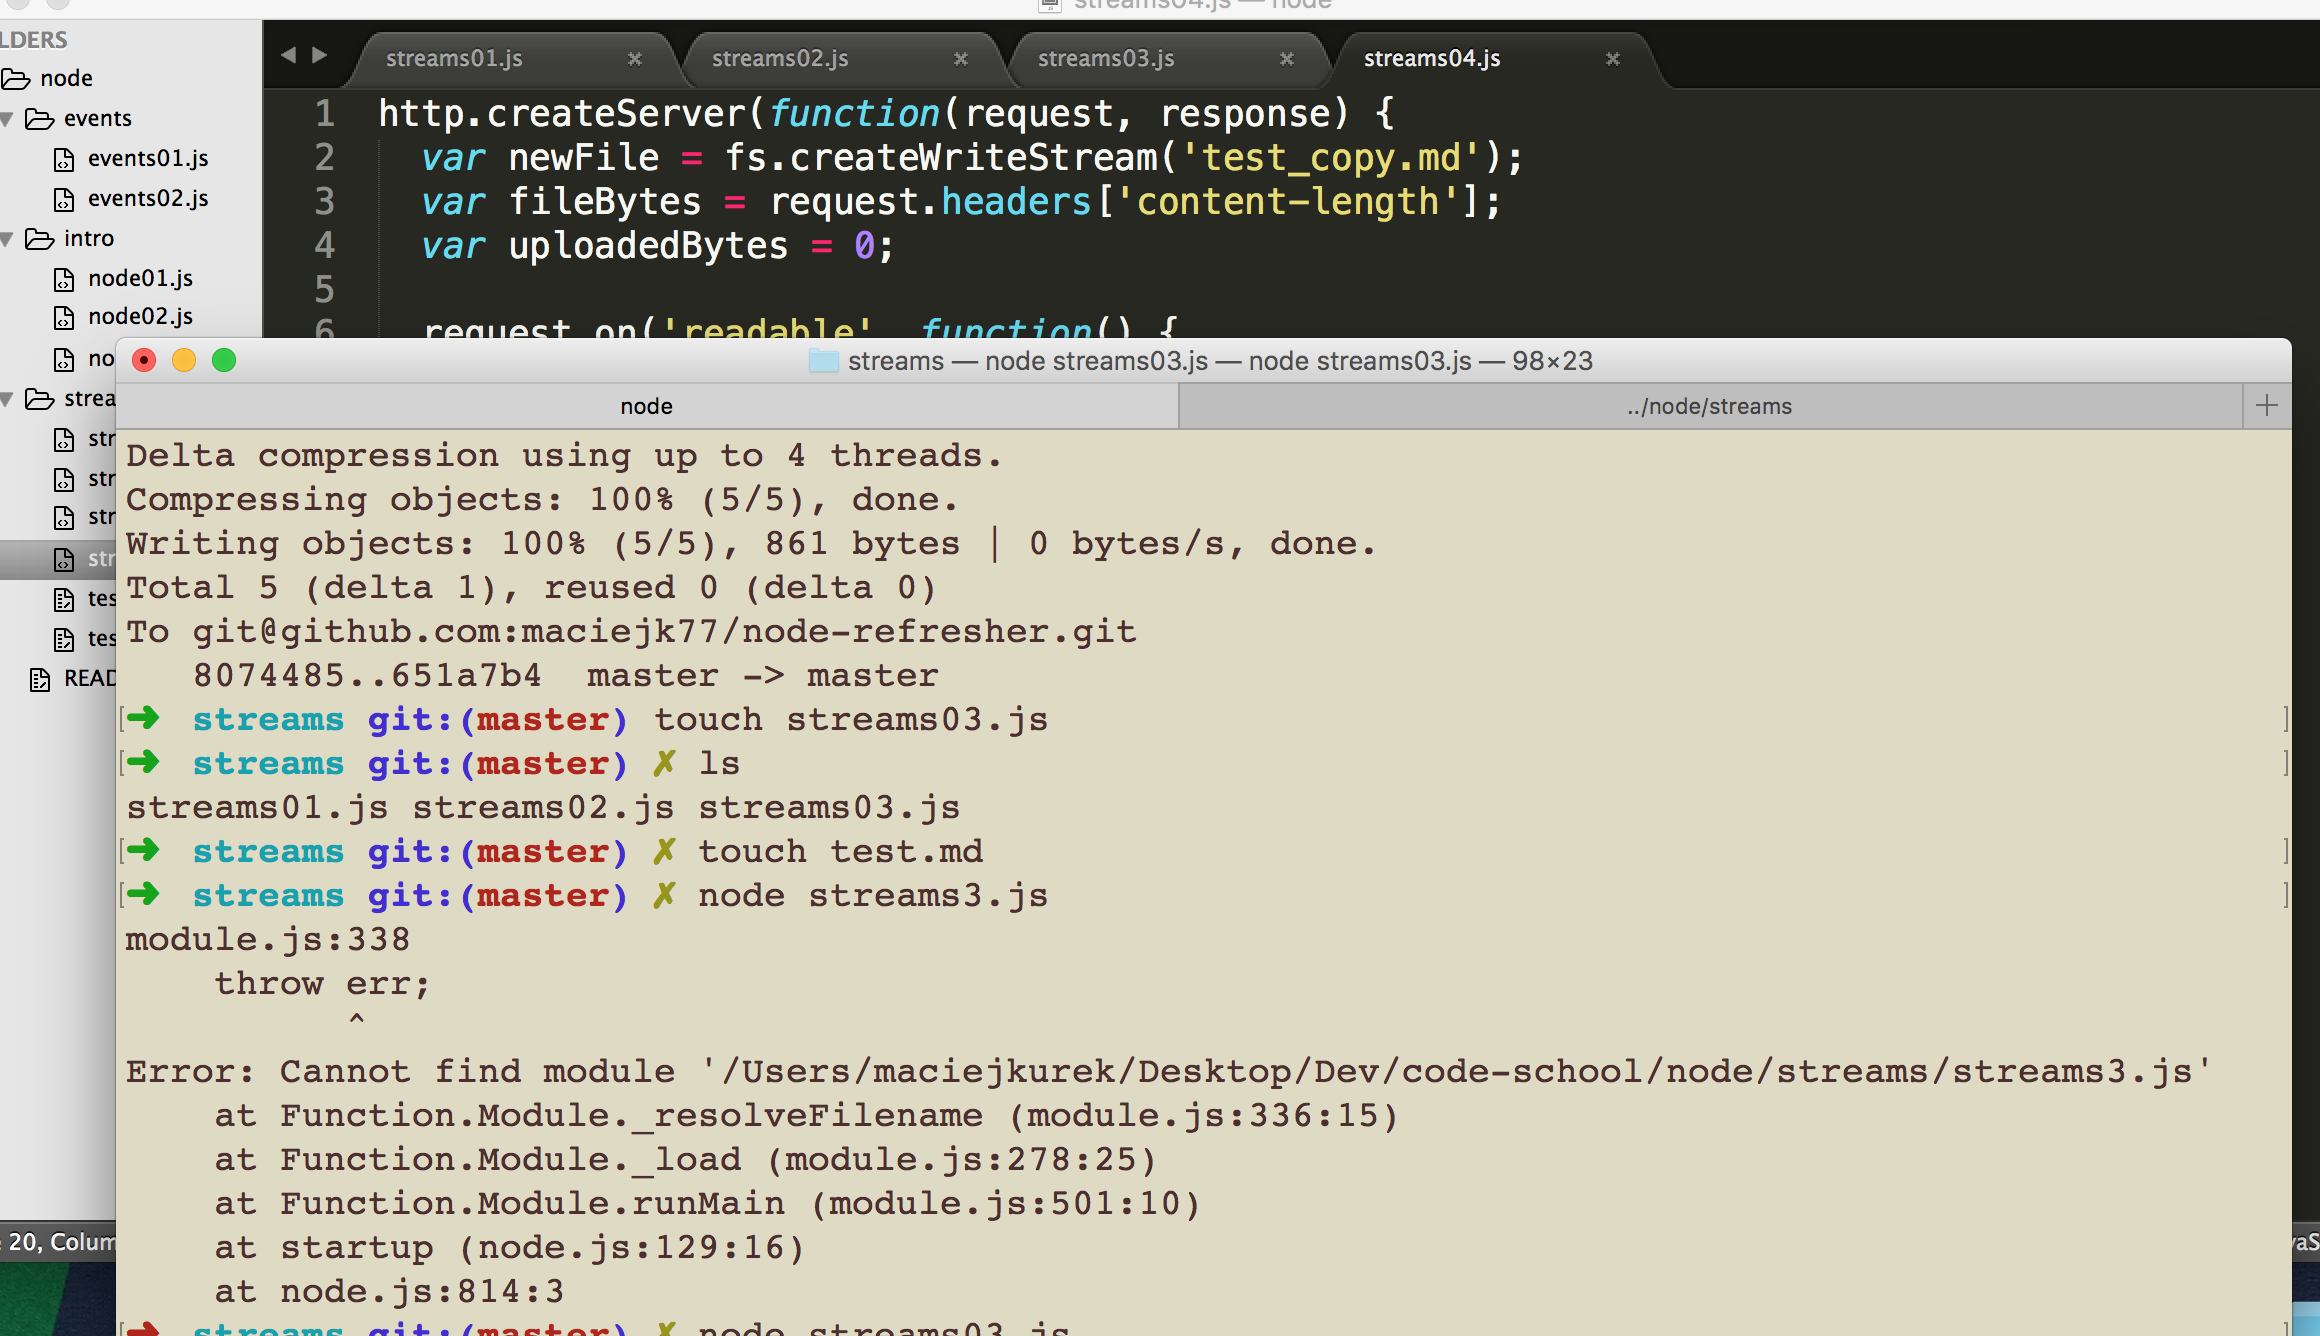 streams04.js — node
LDERS
node
events
events01.js
events02.js
intro
node01.js
node02.js
no
strea
str
str
str
str
tes
tes
READ
streams01.js
streams02.js
streams03.js
streams04.js
1 http.createServer(function(request, response) {
2 var newFile = fs.createWriteStream('test_copy.md');
3 var fileBytes = request.headers['content-length'];
4 var uploadedBytes = 0;
5
6 request.on('readable', function() {
streams — node streams03.js — node streams03.js — 98×23
node
../node/streams
Delta compression using up to 4 threads.
Compressing objects: 100% (5/5), done.
Writing objects: 100% (5/5), 861 bytes | 0 bytes/s, done.
Total 5 (delta 1), reused 0 (delta 0)
To git@github.com:maciejk77/node-refresher.git
8074485..651a7b4 master -> master
[➜ streams git:(master) touch streams03.js ]
[➜ streams git:(master) ✗ ls ]
streams01.js streams02.js streams03.js
[➜ streams git:(master) ✗ touch test.md ]
[➜ streams git:(master) ✗ node streams3.js ]
module.js:338
throw err;
^
Error: Cannot find module '/Users/maciejkurek/Desktop/Dev/code-school/node/streams/streams3.js'
at Function.Module._resolveFilename (module.js:336:15)
at Function.Module._load (module.js:278:25)
at Function.Module.runMain (module.js:501:10)
at startup (node.js:129:16)
at node.js:814:3
[➜ streams git:(master) ✗ node streams03.js ]
20, Colum
vaS